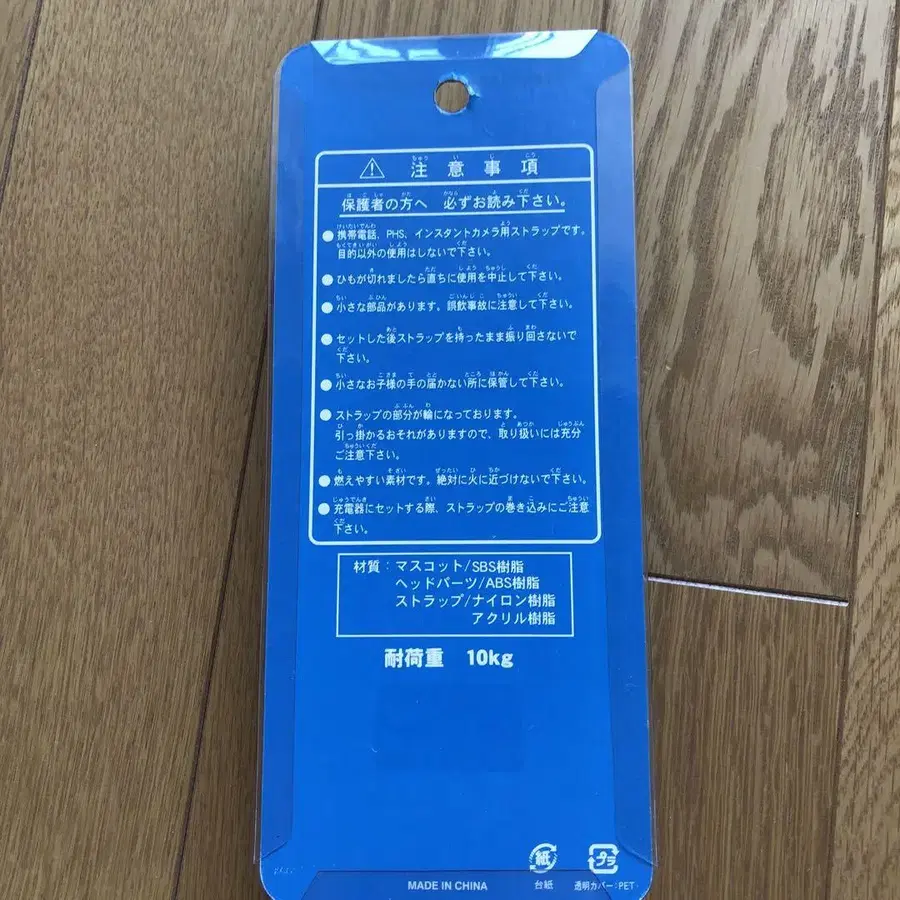 ⚠ 注意事項
保護者の方へ 必ずお読み下さい。
●携帯電話、PHS、インスタントカメラ用ストラップです。
目的以外の使用はしないで下さい。
●ひもが切れましたら直ちに使用を中止して下さい。
●小さな部品があります。誤飲事故に注意して下さい。
●セットした後ストラップを持ったまま振り回さないで
下さい。
●小さなお子様の手の届かない所に保管して下さい。
●ストラップの部分が輪になっております。
引っ掛かるおそれがありますので、取り扱いには充分
ご注意下さい。
●燃えやすい素材です。絶対に火に近づけないで下さい。
●充電器にセットする際、ストラップの巻き込みにご注意
下さい。
材質：マスコット/SBS樹脂
ヘッドパーツ/ABS樹脂
ストラップ/ナイロン樹脂
アクリル樹脂
耐荷重 10kg
紙 プラ
台紙 透明カバー：PET
MADE IN CHINA